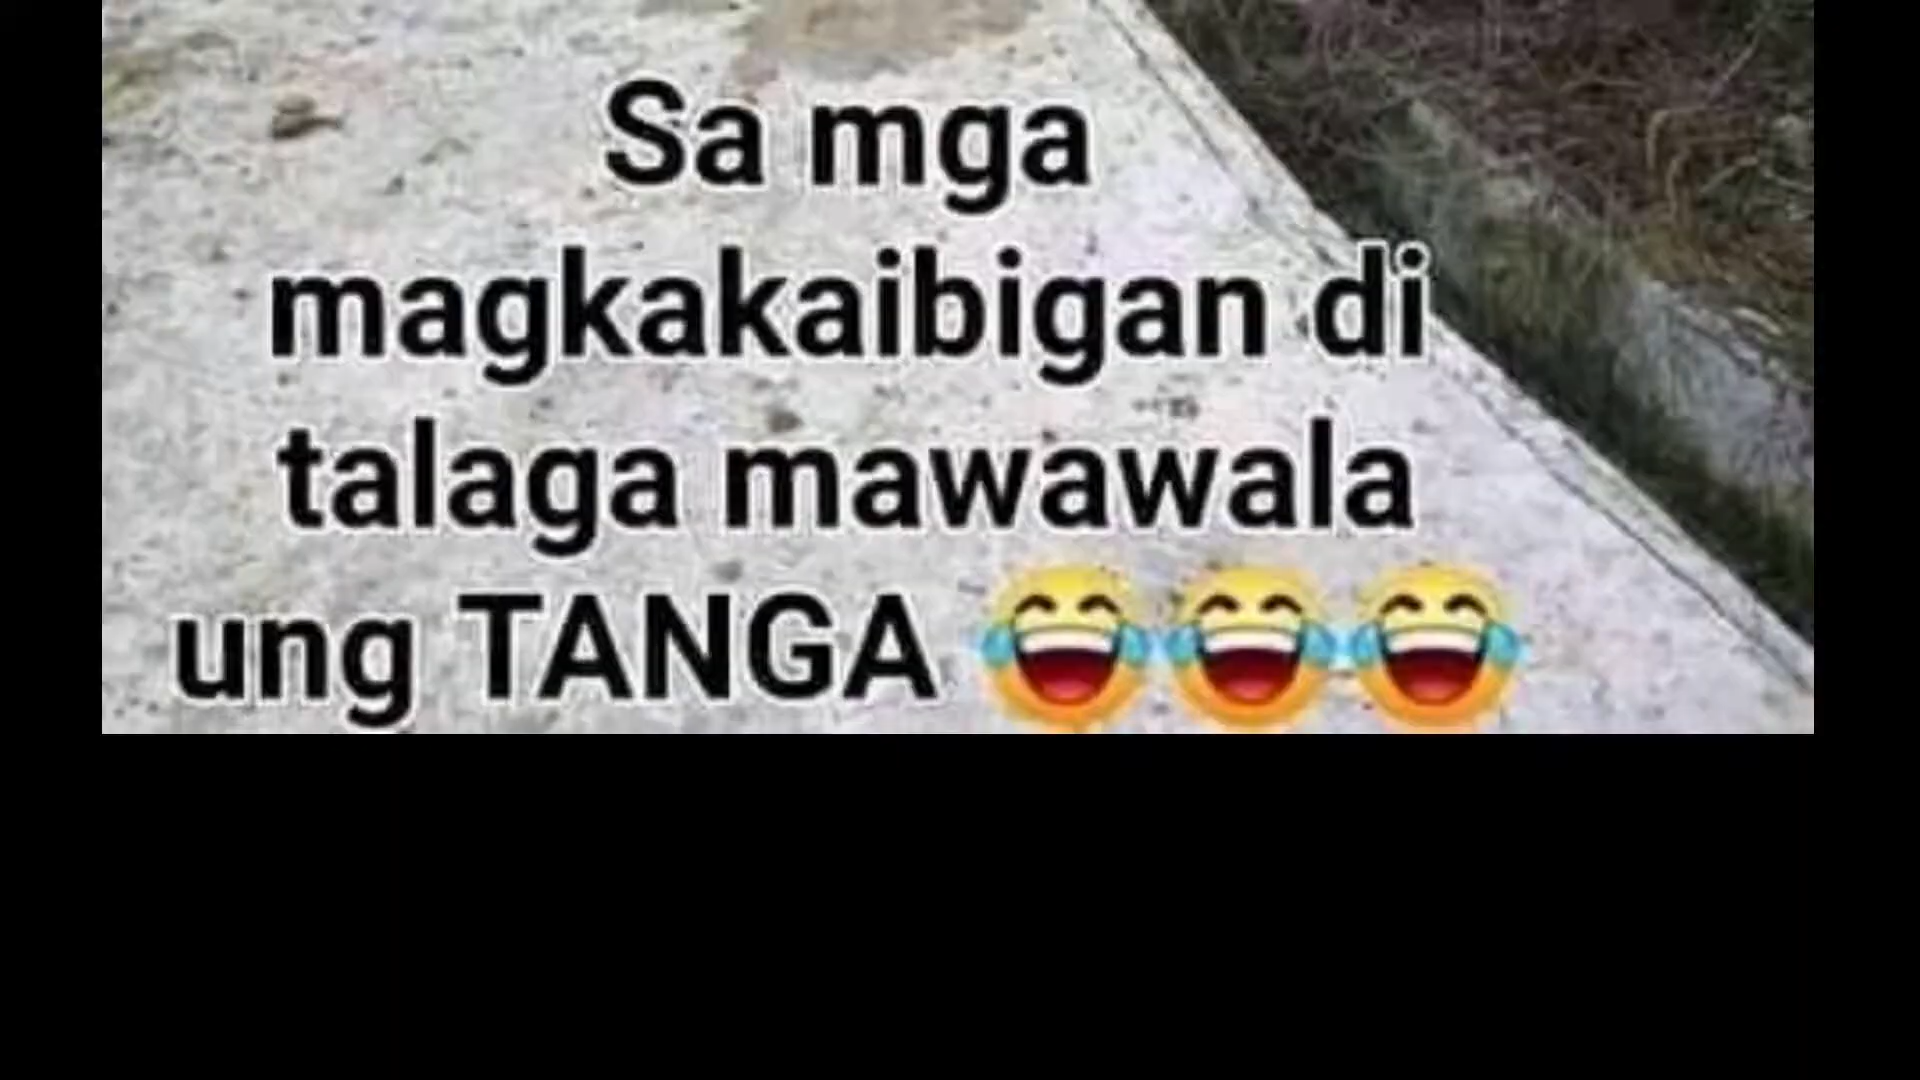 Sa mga
magkakaibigan di
talaga mawawala
ung TANGA 😂😂😂